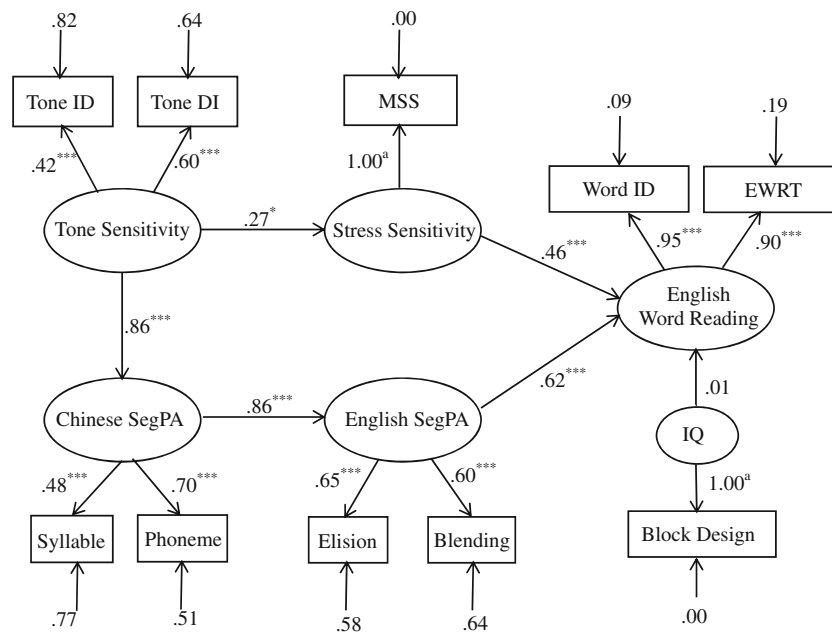 .82
.64
.00
Tone ID
Tone DI
MSS
.09
.19
.42***
.60***
1.00a
Word ID
EWRT
Tone Sensitivity
.27*
Stress Sensitivity
.46***
.95***
.90***
English
Word Reading
.86***
.62***
.01
Chinese SegPA
.86***
English SegPA
IQ
.48***
.70***
.65***
.60***
1.00a
Syllable
Phoneme
Elision
Blending
Block Design
.77
.51
.58
.64
.00